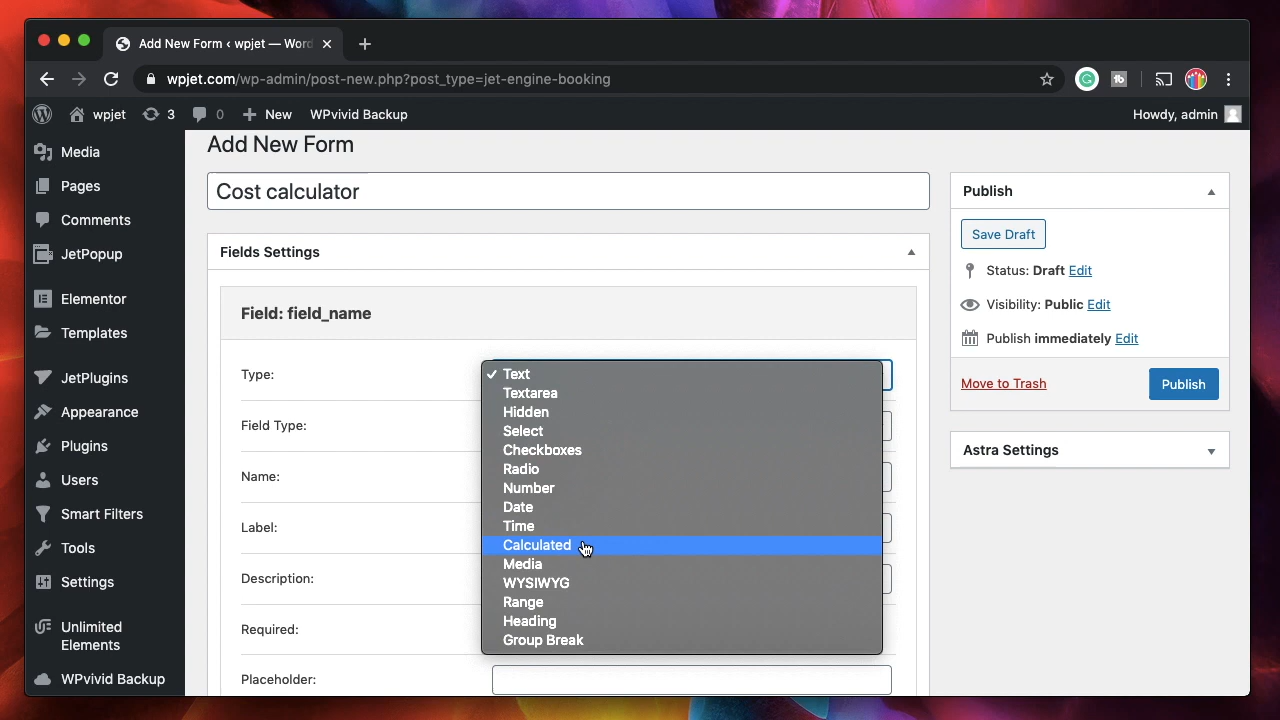 Add New Form ‹ wpjet — Word
wpjet.com/wp-admin/post-new.php?post_type=jet-engine-booking
wpjet
3
0
New
WPvivid Backup
Howdy, admin
Media
Pages
Comments
JetPopup
Elementor
Templates
JetPlugins
Appearance
Plugins
Users
Smart Filters
Tools
Settings
Unlimited
Elements
WPvivid Backup
Add New Form
Cost calculator
Fields Settings
Field: field_name
Type:
Field Type:
Name:
Label:
Description:
Required:
Placeholder:
✓ Text
Textarea
Hidden
Select
Checkboxes
Radio
Number
Date
Time
Calculated
Media
WYSIWYG
Range
Heading
Group Break
Publish
Save Draft
Status: Draft Edit
Visibility: Public Edit
Publish immediately Edit
Move to Trash
Publish
Astra Settings